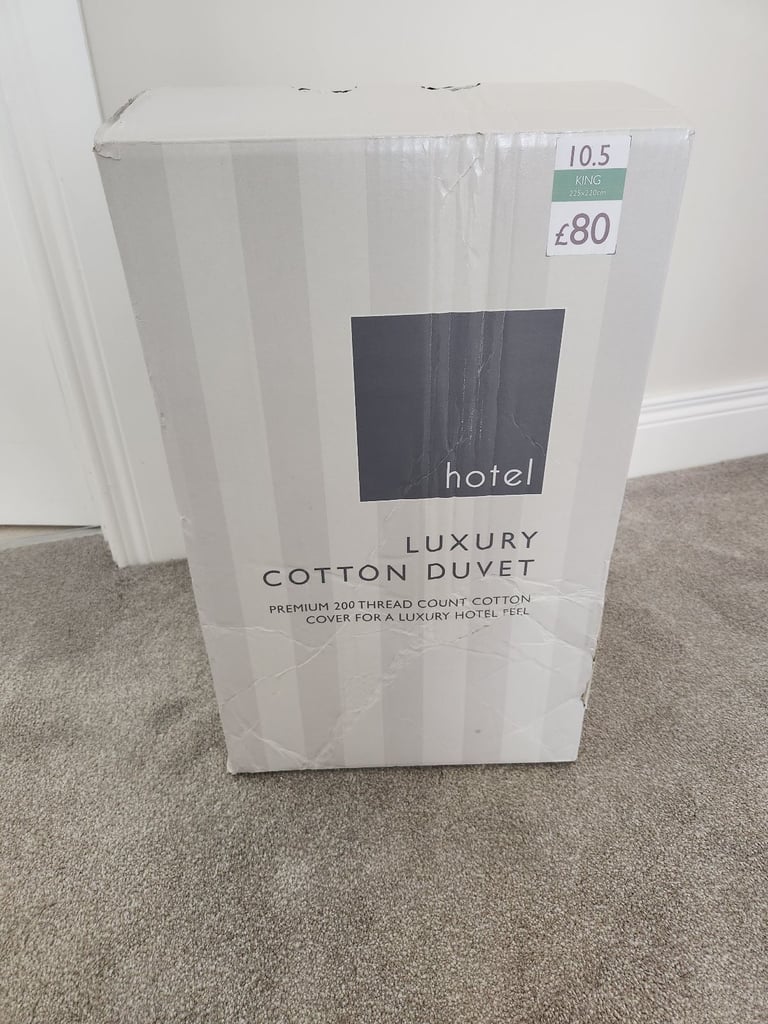 10.5
KING
225x220cm
£80
hotel
LUXURY
COTTON DUVET
PREMIUM 200 THREAD COUNT COTTON
COVER FOR A LUXURY HOTEL FEEL